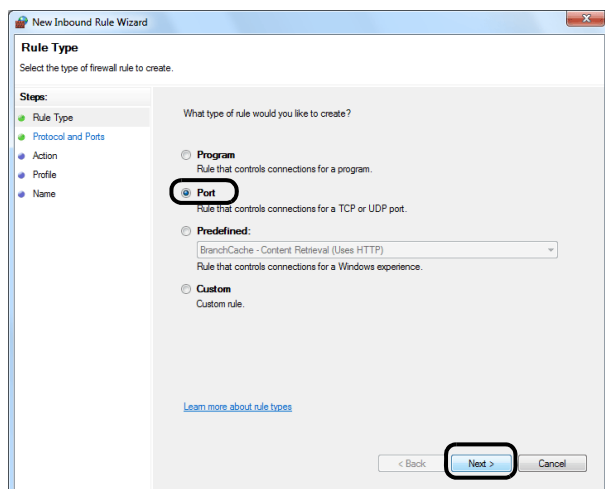 New Inbound Rule Wizard
Rule Type
Select the type of firewall rule to create.
Steps:
Rule Type
Protocol and Ports
Action
Profile
Name
What type of rule would you like to create?
Program
Rule that controls connections for a program.
Port
Rule that controls connections for a TCP or UDP port.
Predefined:
BranchCache - Content Retrieval (Uses HTTP)
Rule that controls connections for a Windows experience.
Custom
Custom rule.
Learn more about rule types
< Back Next > Cancel